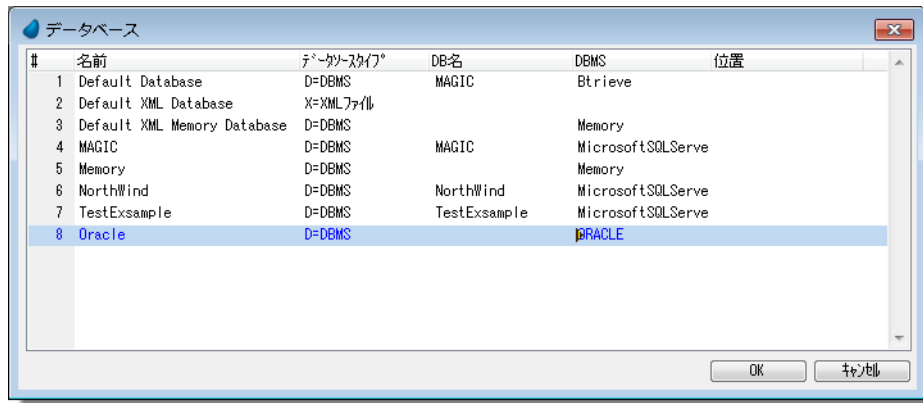 データベース
# 名前 データソースタイプ DB名 DBMS 位置
1 Default Database D=DBMS MAGIC Btrieve
2 Default XML Database X=XMLファイル
3 Default XML Memory Database D=DBMS Memory
4 MAGIC D=DBMS MAGIC MicrosoftSQLServe
5 Memory D=DBMS Memory
6 NorthWind D=DBMS NorthWind MicrosoftSQLServe
7 TestExsample D=DBMS TestExsample MicrosoftSQLServe
8 Oracle D=DBMS ORACLE
OK キャンセル